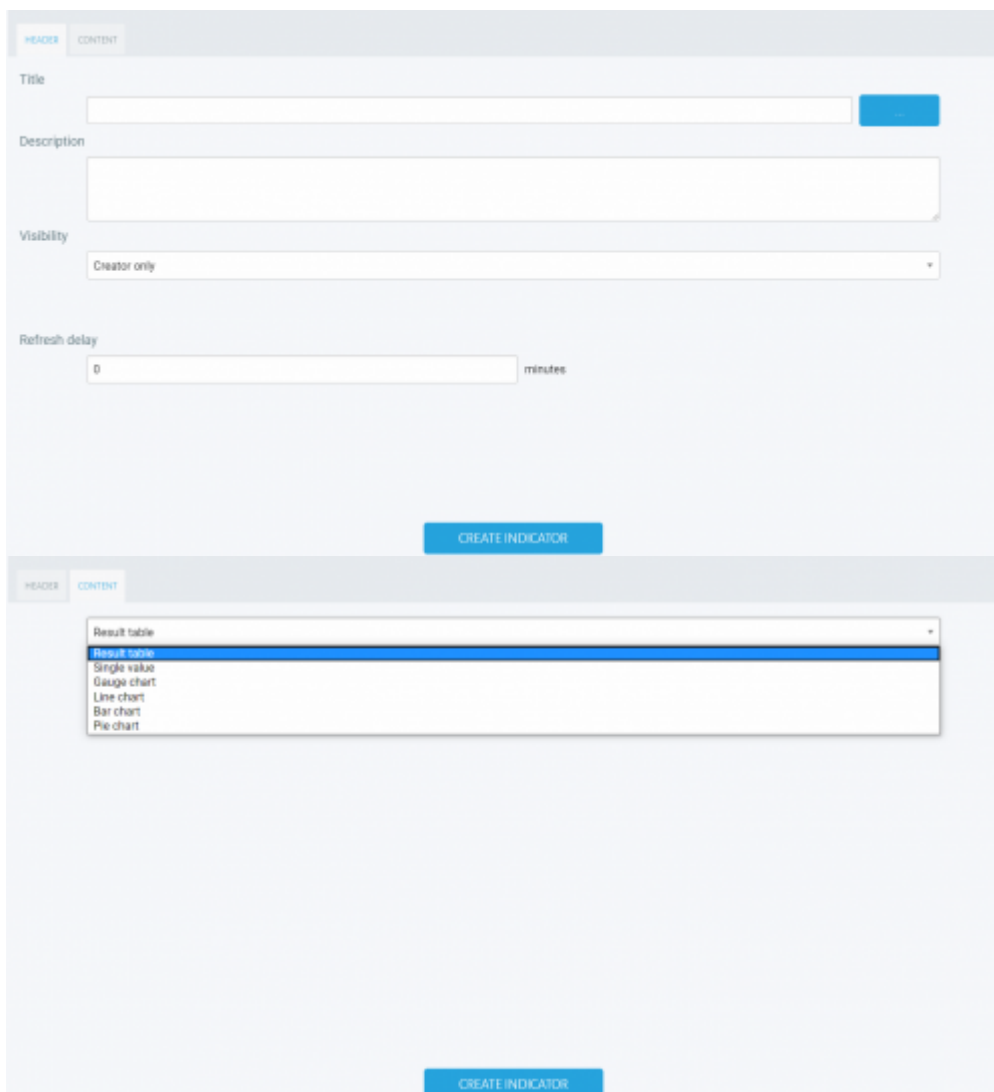 HEADER CONTENT
Title
...
Description
Visibility
Creator only
Refresh delay
0 minutes
CREATE INDICATOR
HEADER CONTENT
Result table
Result table
Single value
Gauge chart
Line chart
Bar chart
Pie chart
CREATE INDICATOR